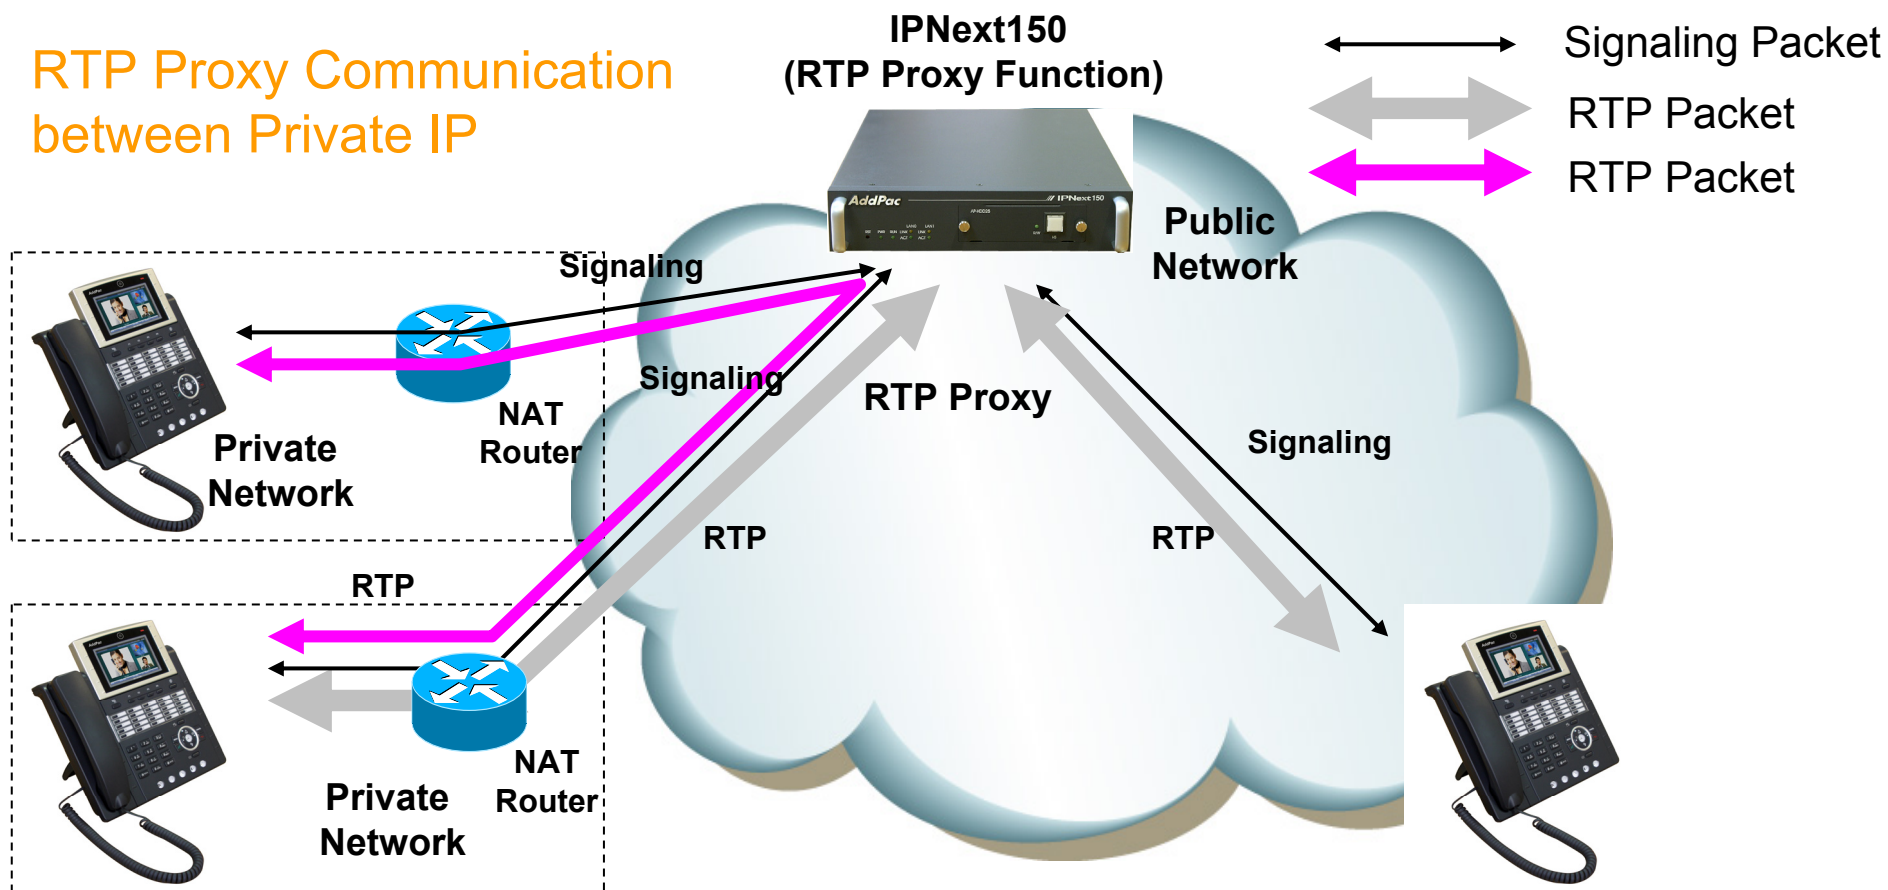 RTP Proxy Communication
between Private IP
IPNext150
(RTP Proxy Function)
Signaling Packet
RTP Packet
RTP Packet
AddPac
IPNext150
Public
Network
Signaling
Signaling
RTP Proxy
Signaling
NAT
Router
Private
Network
RTP
RTP
RTP
NAT
Router
Private
Network